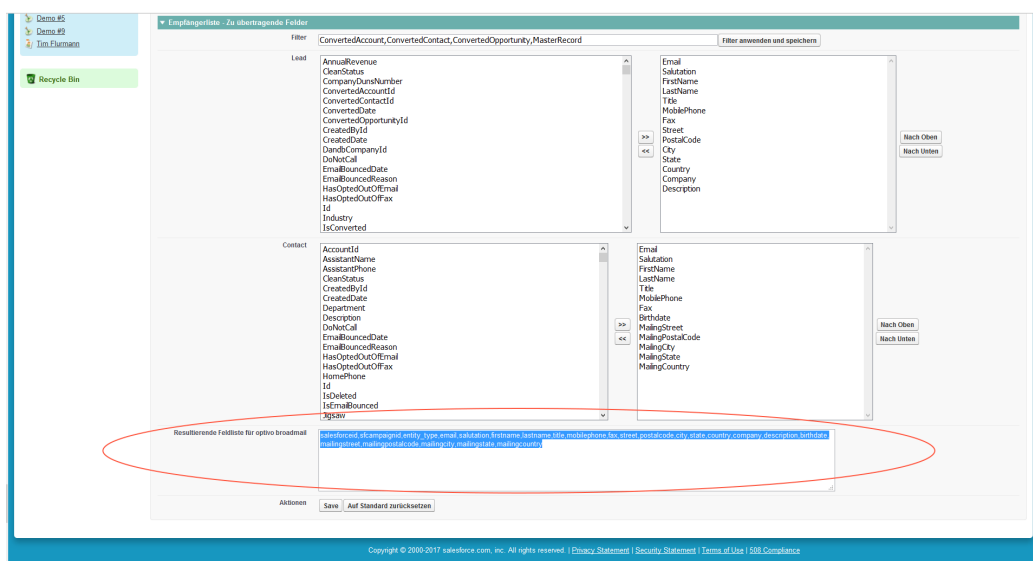 Demo #5
Demo #9
Tim Flurmann
Recycle Bin
Empfängerliste - Zu übertragende Felder
Filter
ConvertedAccount,ConvertedContact,ConvertedOpportunity,MasterRecord
Filter anwenden und speichern
Lead
AnnualRevenue
CleanStatus
CompanyDunsNumber
ConvertedAccountId
ConvertedContactId
ConvertedDate
ConvertedOpportunityId
CreatedById
CreatedDate
DandbCompanyId
DoNotCall
EmailBouncedDate
EmailBouncedReason
HasOptedOutOfEmail
HasOptedOutOfFax
Id
Industry
IsConverted
>>
<<
Email
Salutation
FirstName
LastName
Title
MobilePhone
Fax
Street
PostalCode
City
State
Country
Company
Description
Nach Oben
Nach Unten
Contact
AccountId
AssistantName
AssistantPhone
CleanStatus
CreatedById
CreatedDate
Department
Description
DoNotCall
EmailBouncedDate
EmailBouncedReason
HasOptedOutOfEmail
HasOptedOutOfFax
HomePhone
Id
IsDeleted
IsEmailBounced
Jigsaw
>>
<<
Email
Salutation
FirstName
LastName
Title
MobilePhone
Fax
Birthdate
MailingStreet
MailingPostalCode
MailingCity
MailingState
MailingCountry
Nach Oben
Nach Unten
Resultierende Feldliste für optivo broadmail
salesforceid,sfcampaignid,entity_type,email,salutation,firstname,lastname,title,mobilephone,fax,street,postalcode,city,state,country,company,description,birthdate,
mailingstreet,mailingpostalcode,mailingcity,mailingstate,mailingcountry
Aktionen
Save
Auf Standard zurücksetzen
Copyright © 2000-2017 salesforce.com, inc. All rights reserved. | Privacy Statement | Security Statement | Terms of Use | 508 Compliance